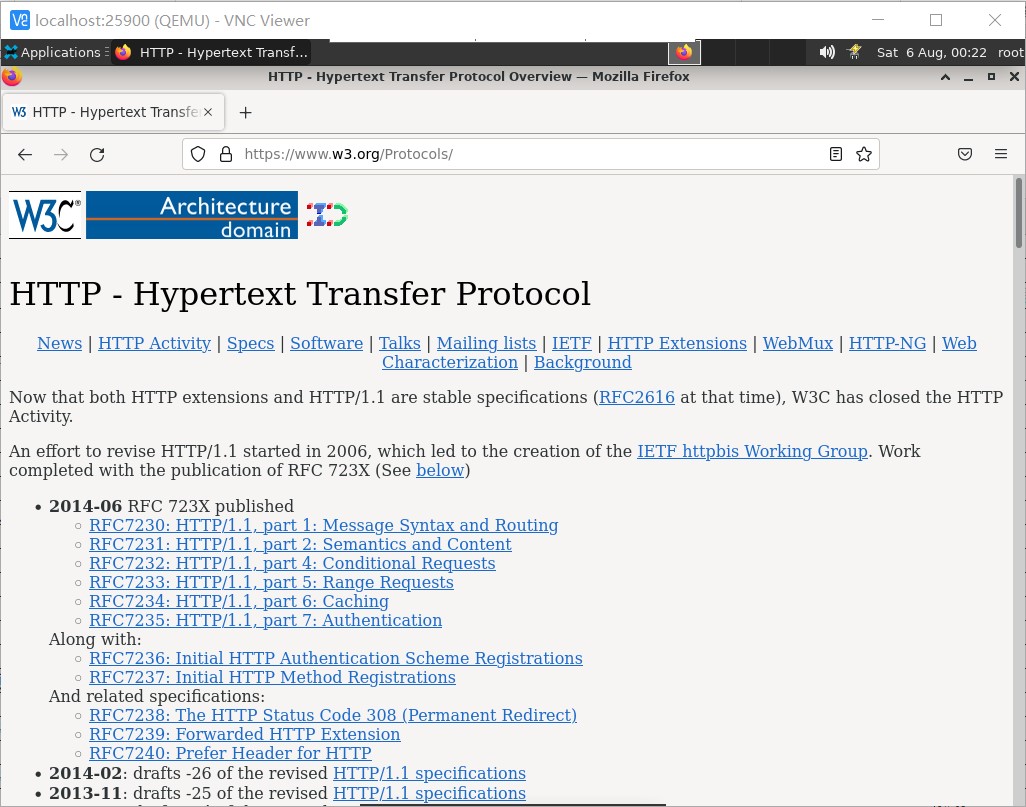 localhost:25900 (QEMU) - VNC Viewer
Applications HTTP - Hypertext Transf... Sat 6 Aug, 00:22 root
HTTP - Hypertext Transfer Protocol Overview — Mozilla Firefox
W3 HTTP - Hypertext Transfe
https://www.w3.org/Protocols/
W3C® Architecture
domain
HTTP - Hypertext Transfer Protocol
News | HTTP Activity | Specs | Software | Talks | Mailing lists | IETF | HTTP Extensions | WebMux | HTTP-NG | Web
Characterization | Background
Now that both HTTP extensions and HTTP/1.1 are stable specifications (RFC2616 at that time), W3C has closed the HTTP
Activity.
An effort to revise HTTP/1.1 started in 2006, which led to the creation of the IETF httpbis Working Group. Work
completed with the publication of RFC 723X (See below)
• 2014-06 RFC 723X published
◦ RFC7230: HTTP/1.1, part 1: Message Syntax and Routing
◦ RFC7231: HTTP/1.1, part 2: Semantics and Content
◦ RFC7232: HTTP/1.1, part 4: Conditional Requests
◦ RFC7233: HTTP/1.1, part 5: Range Requests
◦ RFC7234: HTTP/1.1, part 6: Caching
◦ RFC7235: HTTP/1.1, part 7: Authentication
Along with:
◦ RFC7236: Initial HTTP Authentication Scheme Registrations
◦ RFC7237: Initial HTTP Method Registrations
And related specifications:
◦ RFC7238: The HTTP Status Code 308 (Permanent Redirect)
◦ RFC7239: Forwarded HTTP Extension
◦ RFC7240: Prefer Header for HTTP
• 2014-02: drafts -26 of the revised HTTP/1.1 specifications
• 2013-11: drafts -25 of the revised HTTP/1.1 specifications